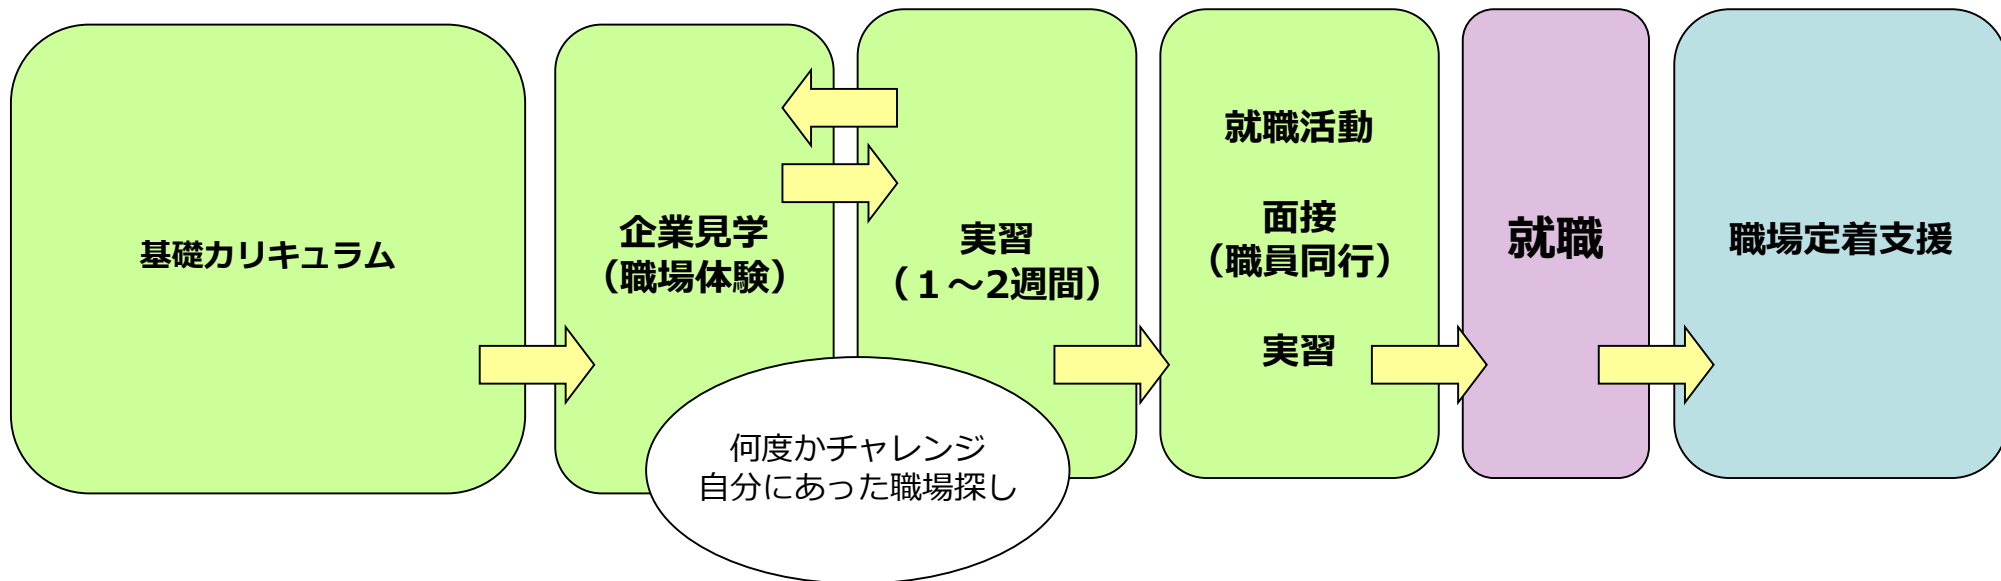 基礎カリキュラム
企業見学
（職場体験）
実習
（１～2週間）
何度かチャレンジ
自分にあった職場探し
就職活動
面接
（職員同行）
実習
就職
職場定着支援